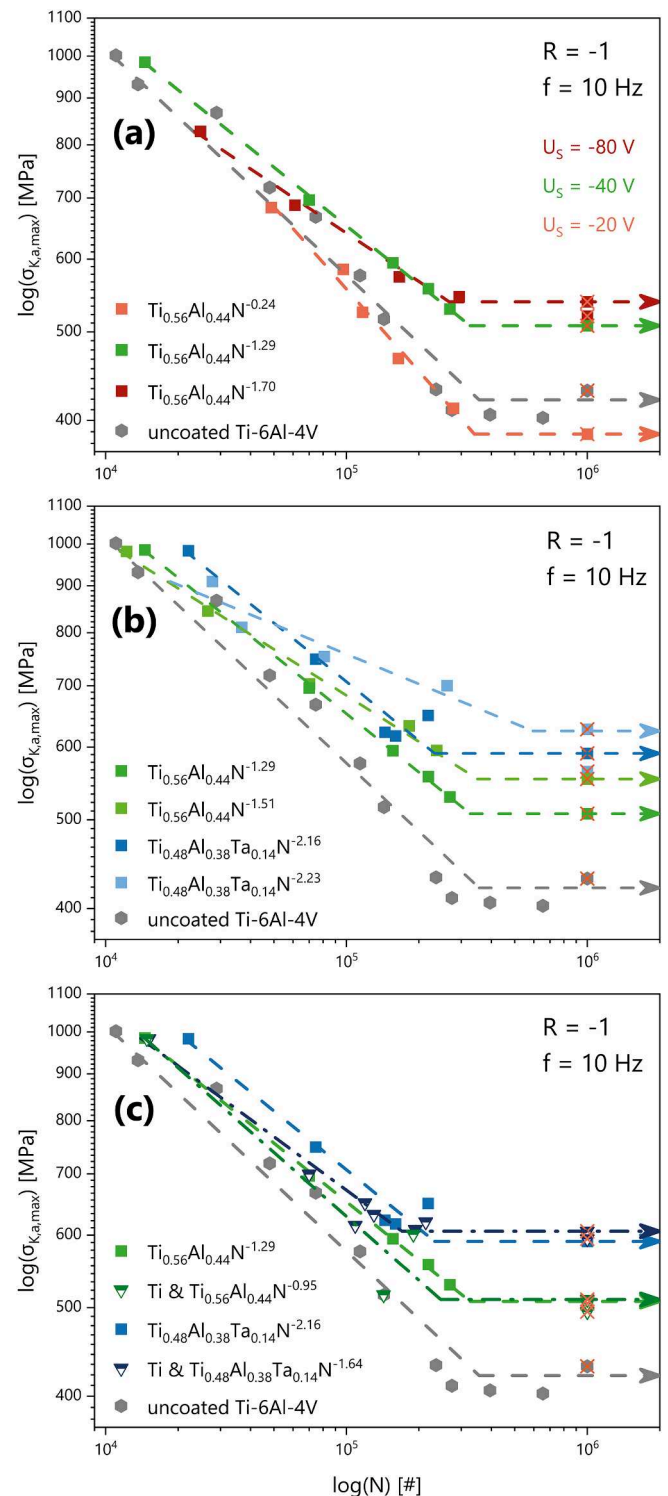 1100
1000
900
800
700
600
500
400
log(σK,a,max) [MPa]
(a)
R = -1
f = 10 Hz
US = -80 V
US = -40 V
US = -20 V
Ti0.56Al0.44N-0.24
Ti0.56Al0.44N-1.29
Ti0.56Al0.44N-1.70
uncoated Ti-6Al-4V
10^4 10^5 10^6
1100
1000
900
800
700
600
500
400
log(σK,a,max) [MPa]
(b)
R = -1
f = 10 Hz
Ti0.56Al0.44N-1.29
Ti0.56Al0.44N-1.51
Ti0.48Al0.38Ta0.14N-2.16
Ti0.48Al0.38Ta0.14N-2.23
uncoated Ti-6Al-4V
10^4 10^5 10^6
1100
1000
900
800
700
600
500
400
log(σK,a,max) [MPa]
(c)
R = -1
f = 10 Hz
Ti0.56Al0.44N-1.29
Ti & Ti0.56Al0.44N-0.95
Ti0.48Al0.38Ta0.14N-2.16
Ti & Ti0.48Al0.38Ta0.14N-1.64
uncoated Ti-6Al-4V
10^4 10^5 10^6
log(N) [#]